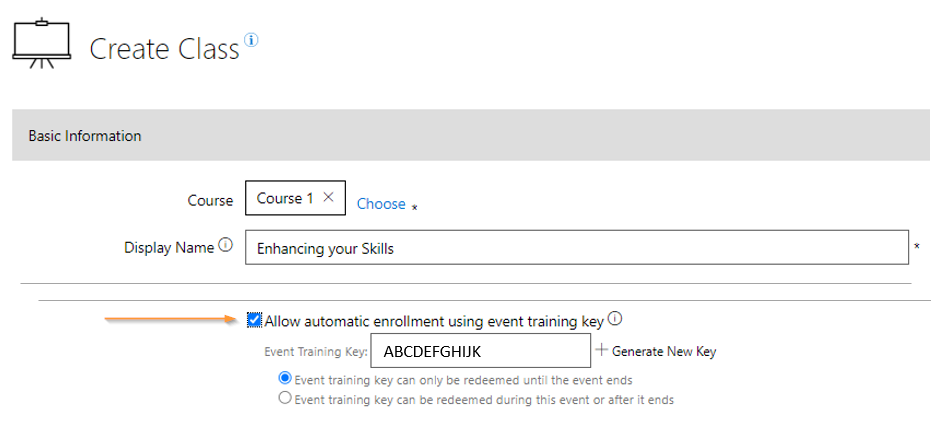 Create Class
Basic Information
Course Course 1 Choose *
Display Name Enhancing your Skills *
Allow automatic enrollment using event training key
Event Training Key: ABCDEFGHIJK Generate New Key
Event training key can only be redeemed until the event ends
Event training key can be redeemed during this event or after it ends